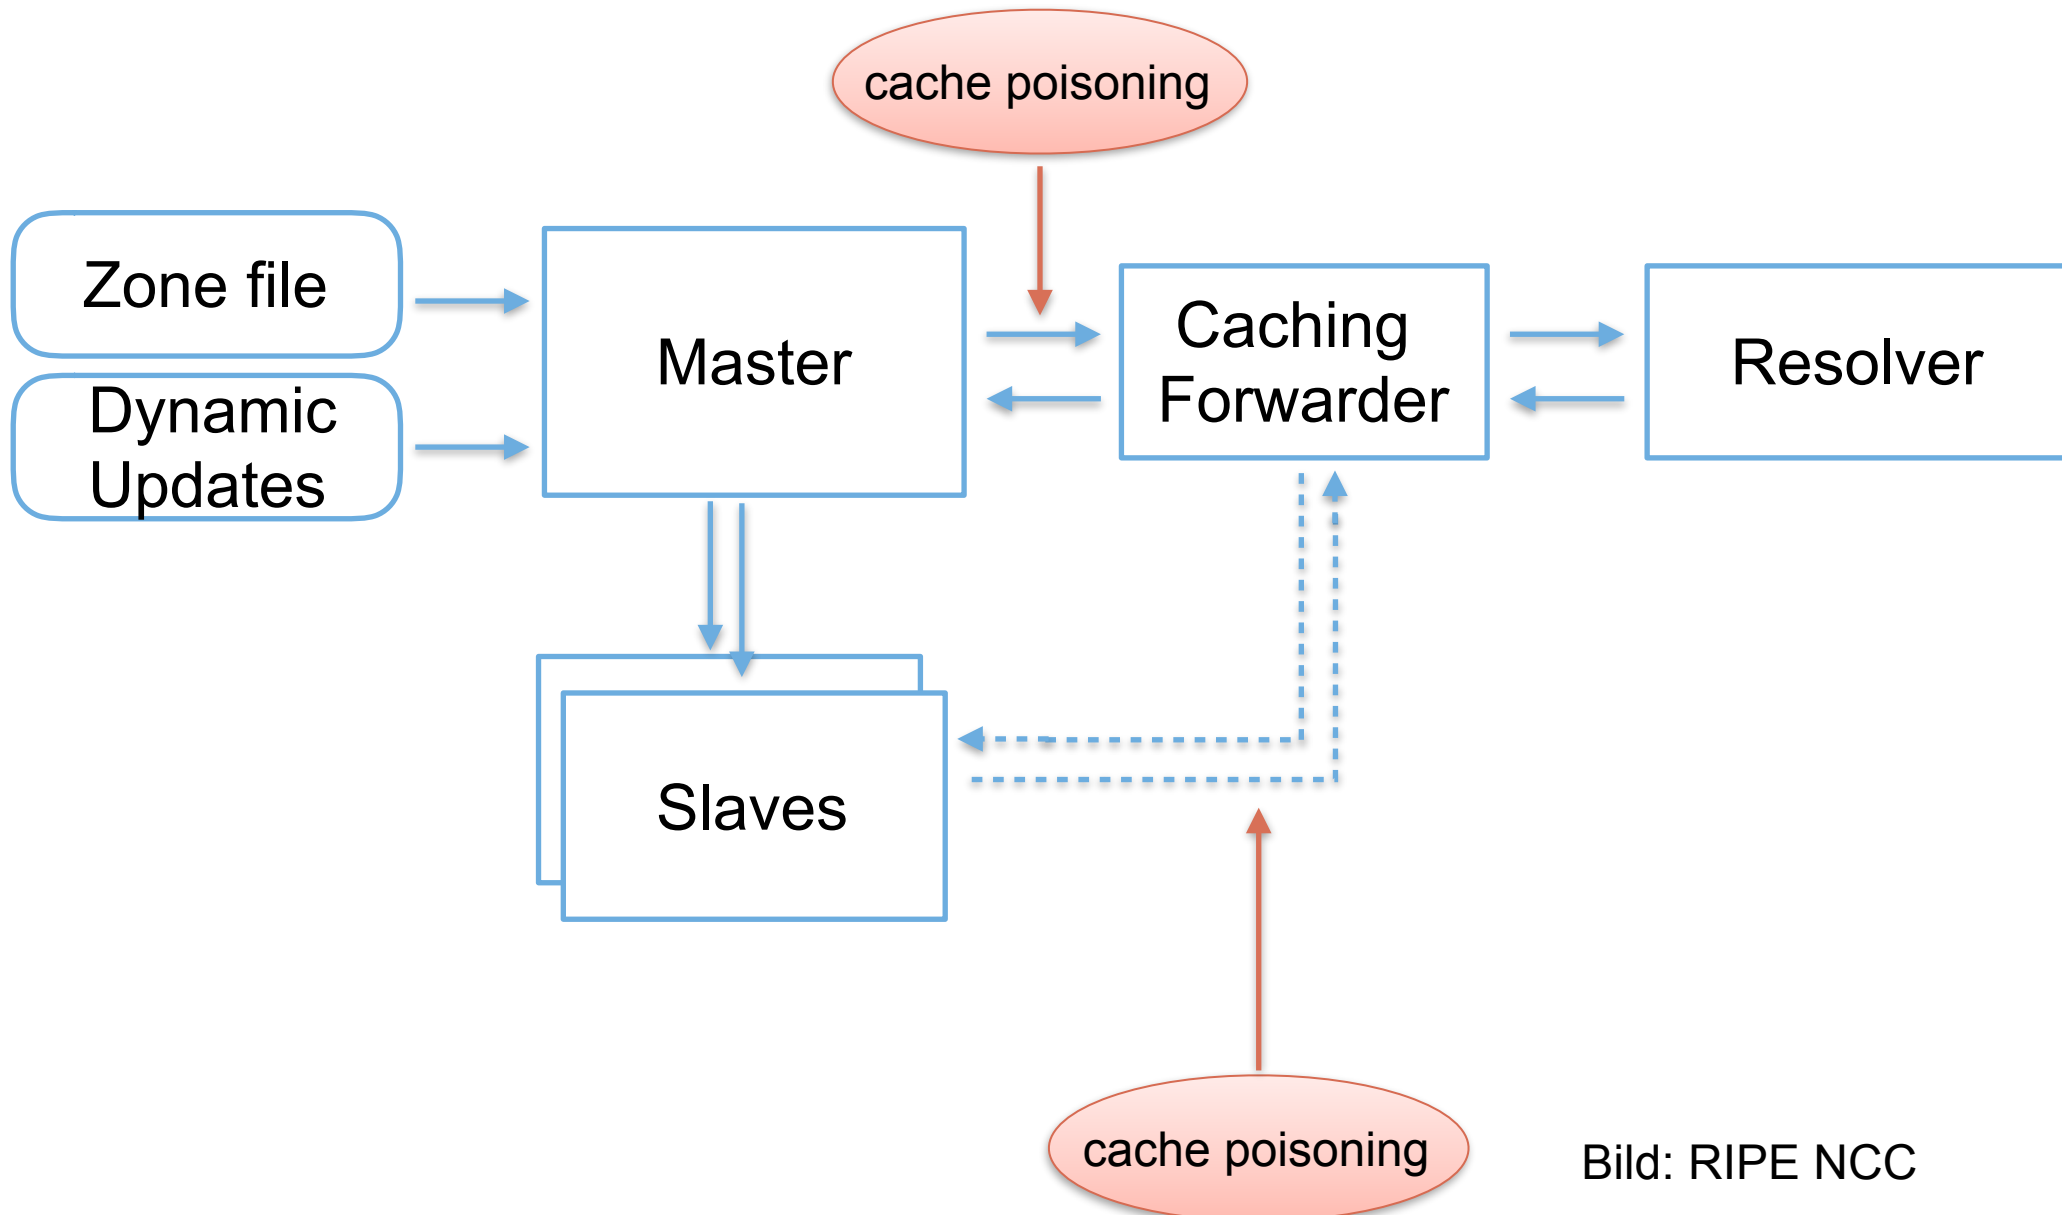 cache poisoning
Zone file
Dynamic
Updates
Master
Caching
Forwarder
Resolver
Slaves
cache poisoning
Bild: RIPE NCC